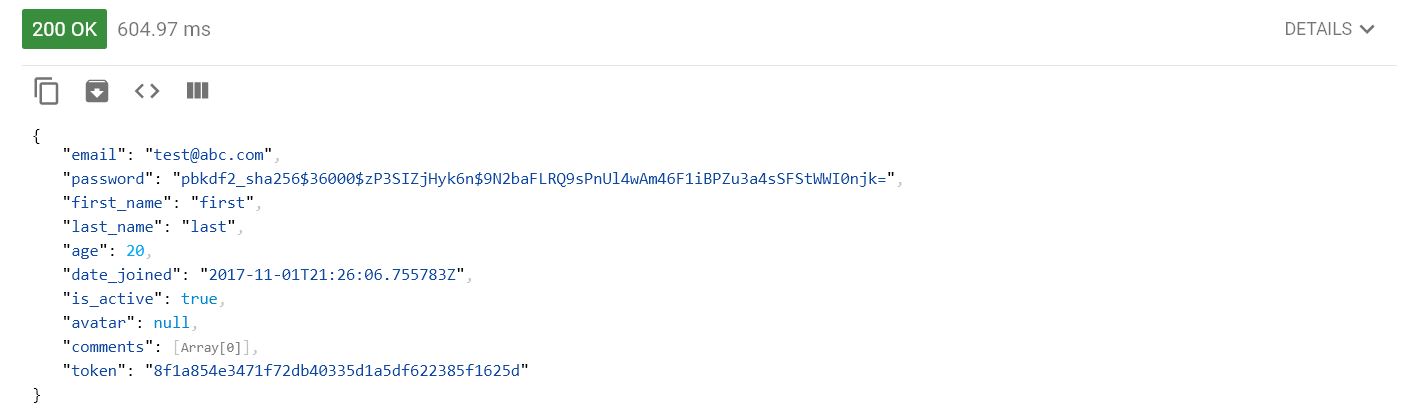 200 OK 604.97 ms DETAILS
{
"email": "test@abc.com",
"password": "pbkdf2_sha256$36000$zP3SIZjHyk6n$9N2baFLRQ9sPnUl4wAm46F1iBPZu3a4sSFStWWI0njk=",
"first_name": "first",
"last_name": "last",
"age": 20,
"date_joined": "2017-11-01T21:26:06.755783Z",
"is_active": true,
"avatar": null,
"comments": [Array[0]],
"token": "8f1a854e3471f72db40335d1a5df622385f1625d"
}